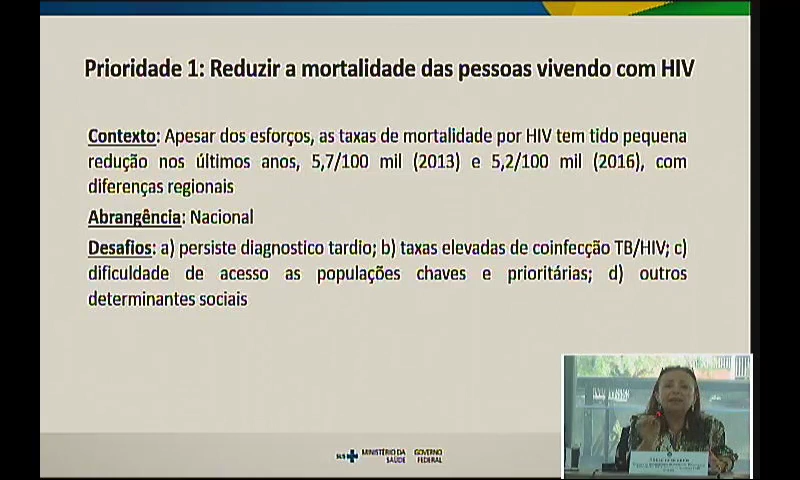 Prioridade 1: Reduzir a mortalidade das pessoas vivendo com HIV
Contexto: Apesar dos esforços, as taxas de mortalidade por HIV tem tido pequena
redução nos últimos anos, 5,7/100 mil (2013) e 5,2/100 mil (2016), com
diferenças regionais
Abrangência: Nacional
Desafios: a) persiste diagnostico tardio; b) taxas elevadas de coinfecção TB/HIV; c)
dificuldade de acesso as populações chaves e prioritárias; d) outros
determinantes sociais
SUS MINISTÉRIO DA SAÚDE GOVERNO FEDERAL